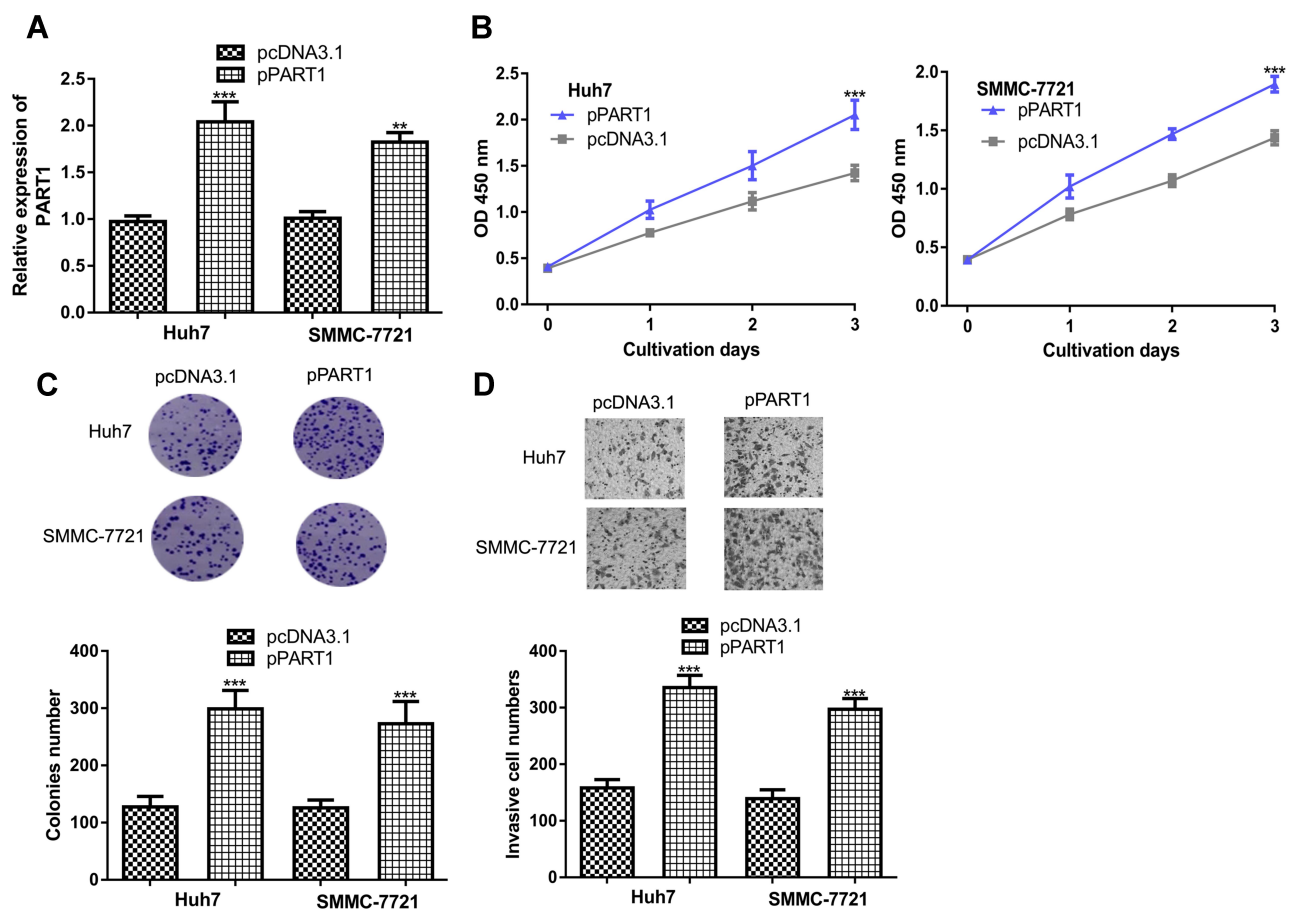 A
pcDNA3.1
pPART1
Relative expression of
PART1
2.5
2.0
1.5
1.0
0.5
0.0
***
**
Huh7
SMMC-7721
B
Huh7
pPART1
pcDNA3.1
OD 450 nm
2.5
2.0
1.5
1.0
0.5
0.0
***
0
1
2
3
Cultivation days
SMMC-7721
pPART1
pcDNA3.1
OD 450 nm
2.0
1.5
1.0
0.5
0.0
***
0
1
2
3
Cultivation days
C
pcDNA3.1
pPART1
Huh7
SMMC-7721
pcDNA3.1
pPART1
Colonies number
400
300
200
100
0
***
***
Huh7
SMMC-7721
D
pcDNA3.1
pPART1
Huh7
SMMC-7721
pcDNA3.1
pPART1
Invasive cell numbers
400
300
200
100
0
***
***
Huh7
SMMC-7721